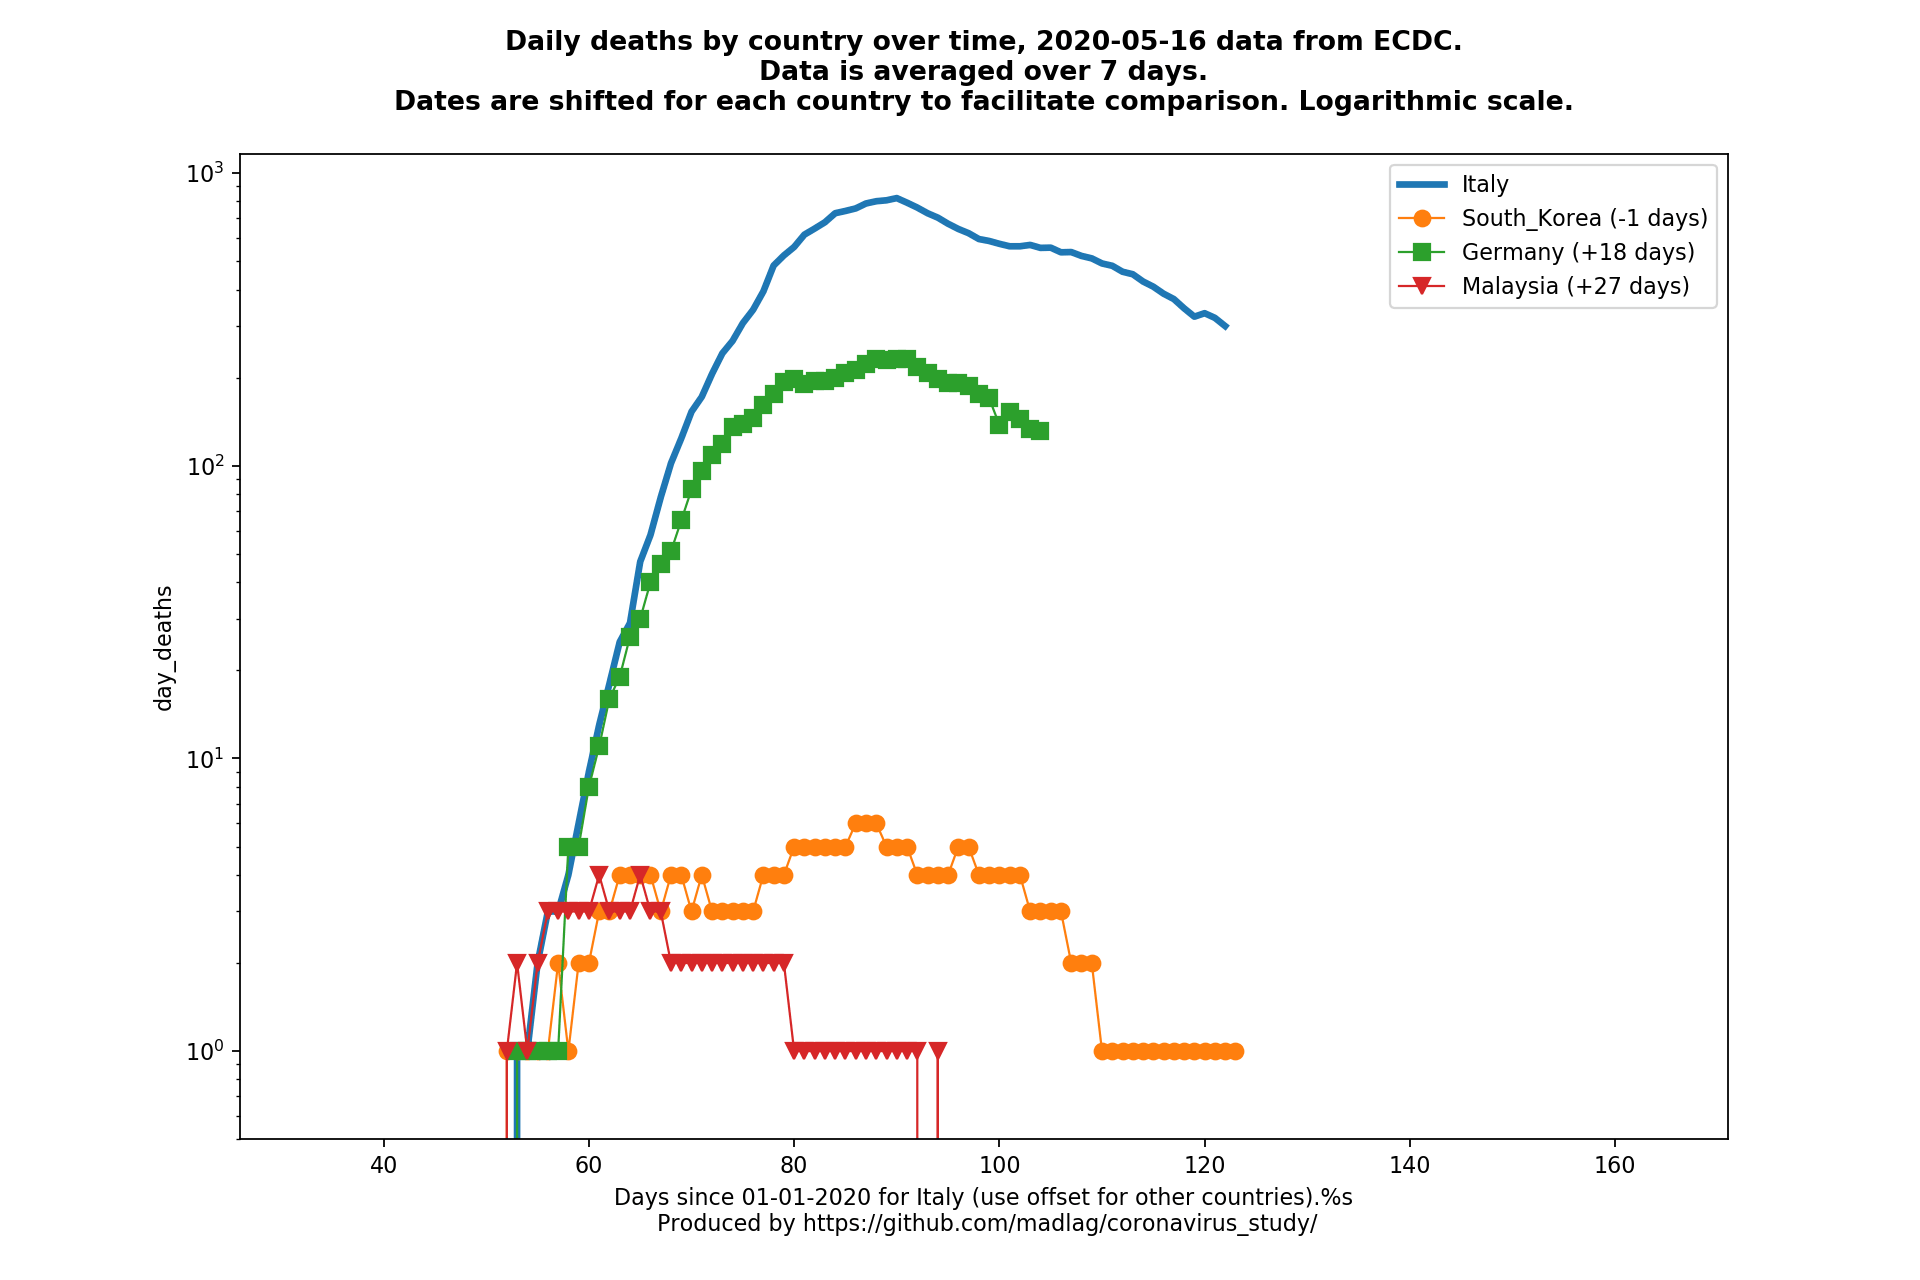 Daily deaths by country over time, 2020-05-16 data from ECDC.
Data is averaged over 7 days.
Dates are shifted for each country to facilitate comparison. Logarithmic scale.
Italy
South_Korea (-1 days)
Germany (+18 days)
Malaysia (+27 days)
day_deaths
10³
10²
10¹
10⁰
40 60 80 100 120 140 160
Days since 01-01-2020 for Italy (use offset for other countries).%s
Produced by https://github.com/madlag/coronavirus_study/